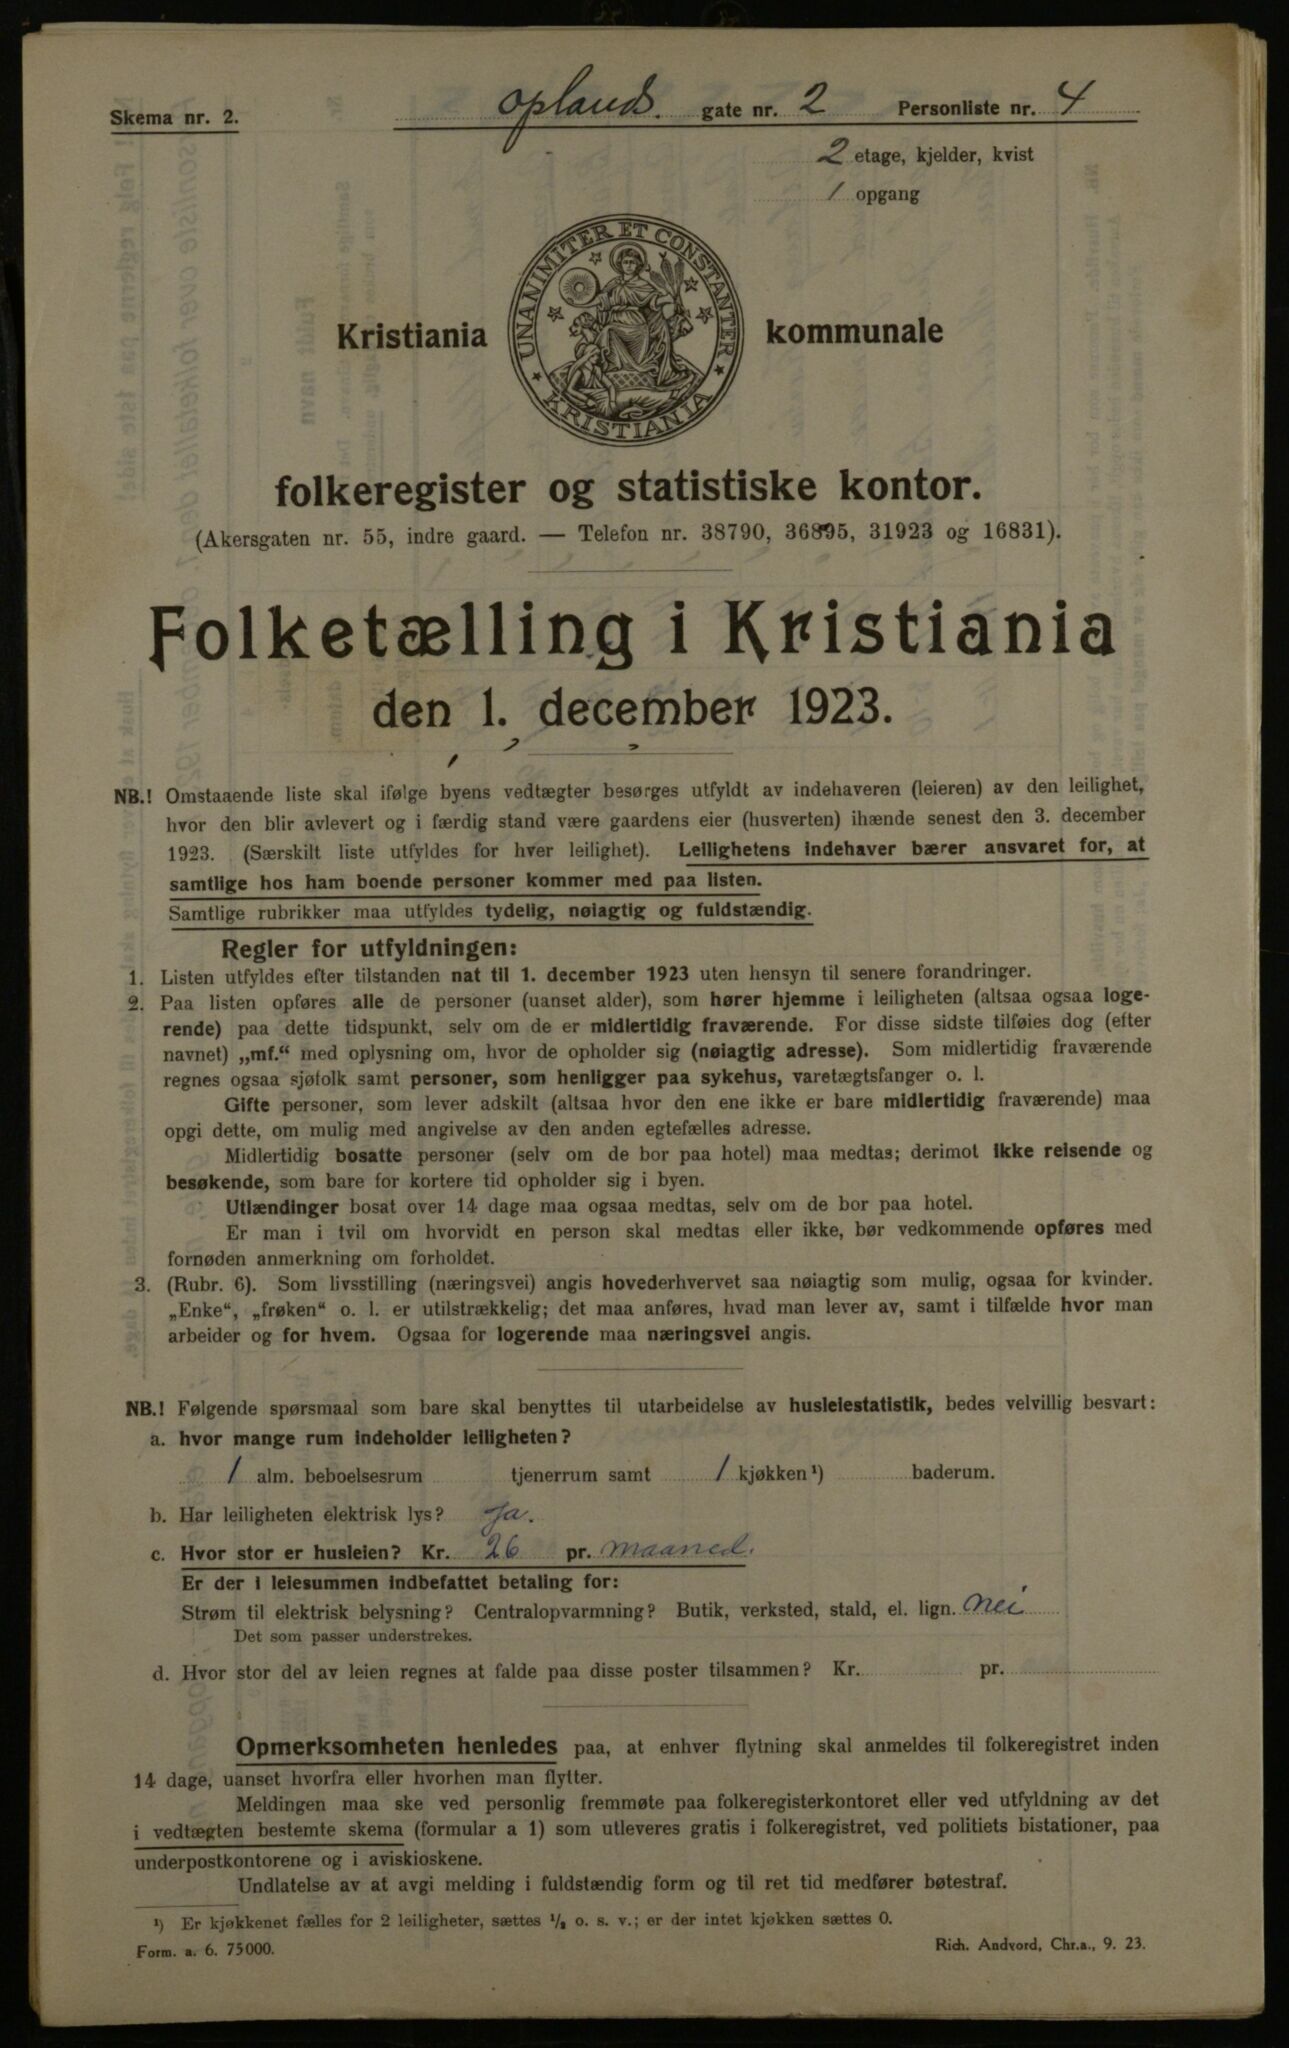 Skema nr. 2.
oplands. gate nr. 2 Personliste nr. 4
2 etage, kjelder, kvist
1 opgang
UNANIMITER ET CONSTANTER
KRISTIANIA
Kristiania kommunale
folkeregister og statistiske kontor.
(Akersgaten nr. 55, indre gaard. — Telefon nr. 38790, 36895, 31923 og 16831).
Folketælling i Kristiania
den 1. december 1923.
NB.! Omstaaende liste skal ifølge byens vedtægter besørges utfyldt av indehaveren (leieren) av den leilighet,
hvor den blir avlevert og i færdig stand være gaardens eier (husverten) ihænde senest den 3. december
1923. (Særskilt liste utfyldes for hver leilighet). Leilighetens indehaver bærer ansvaret for, at
samtlige hos ham boende personer kommer med paa listen.
Samtlige rubrikker maa utfyldes tydelig, nøiagtig og fuldstændig.
Regler for utfyldningen:
1. Listen utfyldes efter tilstanden nat til 1. december 1923 uten hensyn til senere forandringer.
2. Paa listen opføres alle de personer (uanset alder), som hører hjemme i leiligheten (altsaa ogsaa loge-
rende) paa dette tidspunkt, selv om de er midlertidig fraværende. For disse sidste tilføies dog (efter
navnet) „mf.“ med oplysning om, hvor de opholder sig (nøiagtig adresse). Som midlertidig fraværende
regnes ogsaa sjøfolk samt personer, som henligger paa sykehus, varetægtsfanger o. l.
Gifte personer, som lever adskilt (altsaa hvor den ene ikke er bare midlertidig fraværende) maa
opgi dette, om mulig med angivelse av den anden egtefælles adresse.
Midlertidig bosatte personer (selv om de bor paa hotel) maa medtas; derimot ikke reisende og
besøkende, som bare for kortere tid opholder sig i byen.
Utlændinger bosat over 14 dage maa ogsaa medtas, selv om de bor paa hotel.
Er man i tvil om hvorvidt en person skal medtas eller ikke, bør vedkommende opføres med
fornøden anmerkning om forholdet.
3. (Rubr. 6). Som livsstilling (næringsvei) angis hovederhvervet saa nøiagtig som mulig, ogsaa for kvinder.
„Enke“, „frøken“ o. l. er utilstrækkelig; det maa anføres, hvad man lever av, samt i tilfælde hvor man
arbeider og for hvem. Ogsaa for logerende maa næringsvei angis.
NB.! Følgende spørsmaal som bare skal benyttes til utarbeidelse av husleiestatistik, bedes velvillig besvart:
a. hvor mange rum indeholder leiligheten?
1 alm. beboelsesrum tjenerrum samt 1 kjøkken¹) baderum.
b. Har leiligheten elektrisk lys? Ja.
c. Hvor stor er husleien? Kr. 26 pr. maaned.
Er der i leiesummen indbefattet betaling for:
Strøm til elektrisk belysning? Centralopvarmning? Butik, verksted, stald, el. lign. Nei
Det som passer understrekes.
d. Hvor stor del av leien regnes at falde paa disse poster tilsammen? Kr. pr.
Opmerksomheten henledes paa, at enhver flytning skal anmeldes til folkeregistret inden
14 dage, uanset hvorfra eller hvorhen man flytter.
Meldingen maa ske ved personlig fremmøte paa folkeregisterkontoret eller ved utfyldning av det
i vedtægten bestemte skema (formular a 1) som utleveres gratis i folkeregistret, ved politiets bistationer, paa
underpostkontorene og i aviskioskene.
Undlatelse av at avgi melding i fuldstændig form og til ret tid medfører bøtestraf.
¹) Er kjøkkenet fælles for 2 leiligheter, sættes ½ o. s. v.; er der intet kjøkken sættes 0.
Form. a. 6. 75000. Rich. Andvord, Chr.a., 9. 23.